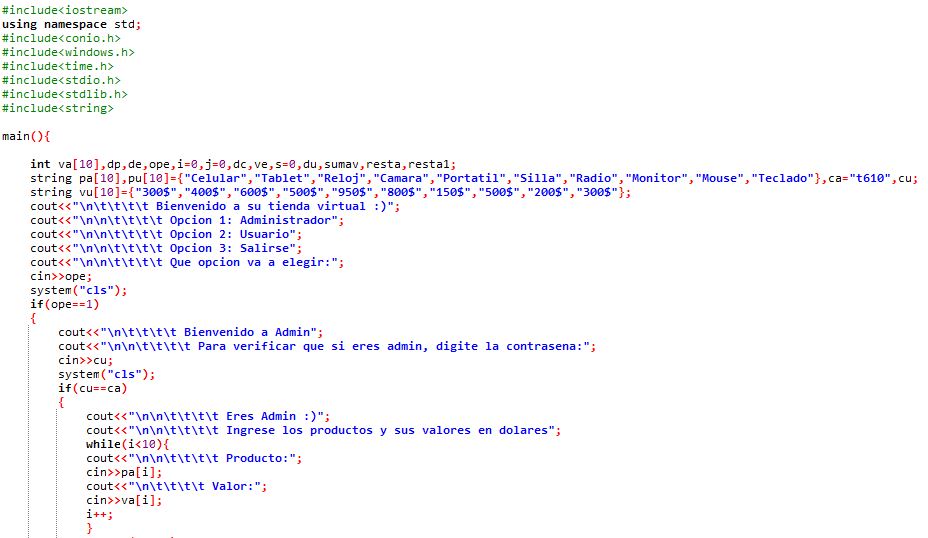 #include<iostream>
using namespace std;
#include<conio.h>
#include<windows.h>
#include<time.h>
#include<stdio.h>
#include<stdlib.h>
#include<string>
main(){
int va[10],dp,de,ope,i=0,j=0,dc,ve,s=0,du,sumav,resta,resta1;
string pa[10],pu[10]={"Celular","Tablet","Reloj","Camara","Portatil","Silla","Radio","Monitor","Mouse","Teclado"},ca="t610",cu;
string vu[10]={"300$","400$","600$","500$","950$","800$","150$","500$","200$","300$"};
cout<<"\n\t\t\t\t Bienvenido a su tienda virtual :)";
cout<<"\n\n\t\t\t\t Opcion 1: Administrador";
cout<<"\n\n\t\t\t\t Opcion 2: Usuario";
cout<<"\n\n\t\t\t\t Opcion 3: Salirse";
cout<<"\n\n\t\t\t\t Que opcion va a elegir:";
cin>>ope;
system("cls");
if(ope==1)
{
cout<<"\n\t\t\t\t Bienvenido a Admin";
cout<<"\n\n\t\t\t\t Para verificar que si eres admin, digite la contrasena:";
cin>>cu;
system("cls");
if(cu==ca)
{
cout<<"\n\n\t\t\t\t Eres Admin :)";
cout<<"\n\n\t\t\t\t Ingrese los productos y sus valores en dolares";
while(i<10){
cout<<"\n\n\t\t\t\t Producto:";
cin>>pa[i];
cout<<"\n\t\t\t\t Valor:";
cin>>va[i];
i++;
}